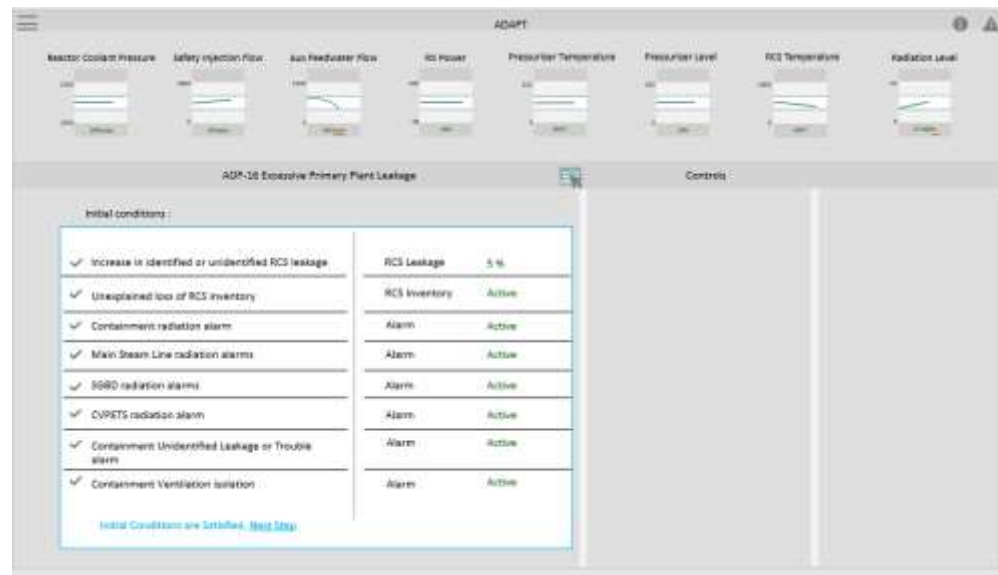 ADAPT
Reactor Coolant Pressure
Safety Injection Flow
Aux Feedwater Flow
RX Power
Pressurizer Temperature
Pressurizer Level
RCS Temperature
Radiation Level
AOP-16 Excessive Primary Plant Leakage
Controls
Initial conditions :
Increase in identified or unidentified RCS leakage
RCS Leakage
5 %
Unexplained loss of RCS inventory
RCS Inventory
Active
Containment radiation alarm
Alarm
Active
Main Steam Line radiation alarms
Alarm
Active
SGBD radiation alarms
Alarm
Active
CVPETS radiation alarm
Alarm
Active
Containment Unidentified Leakage or Trouble
alarm
Alarm
Active
Containment Ventilation isolation
Alarm
Active
Initial Conditions are Satisfied, Next Step